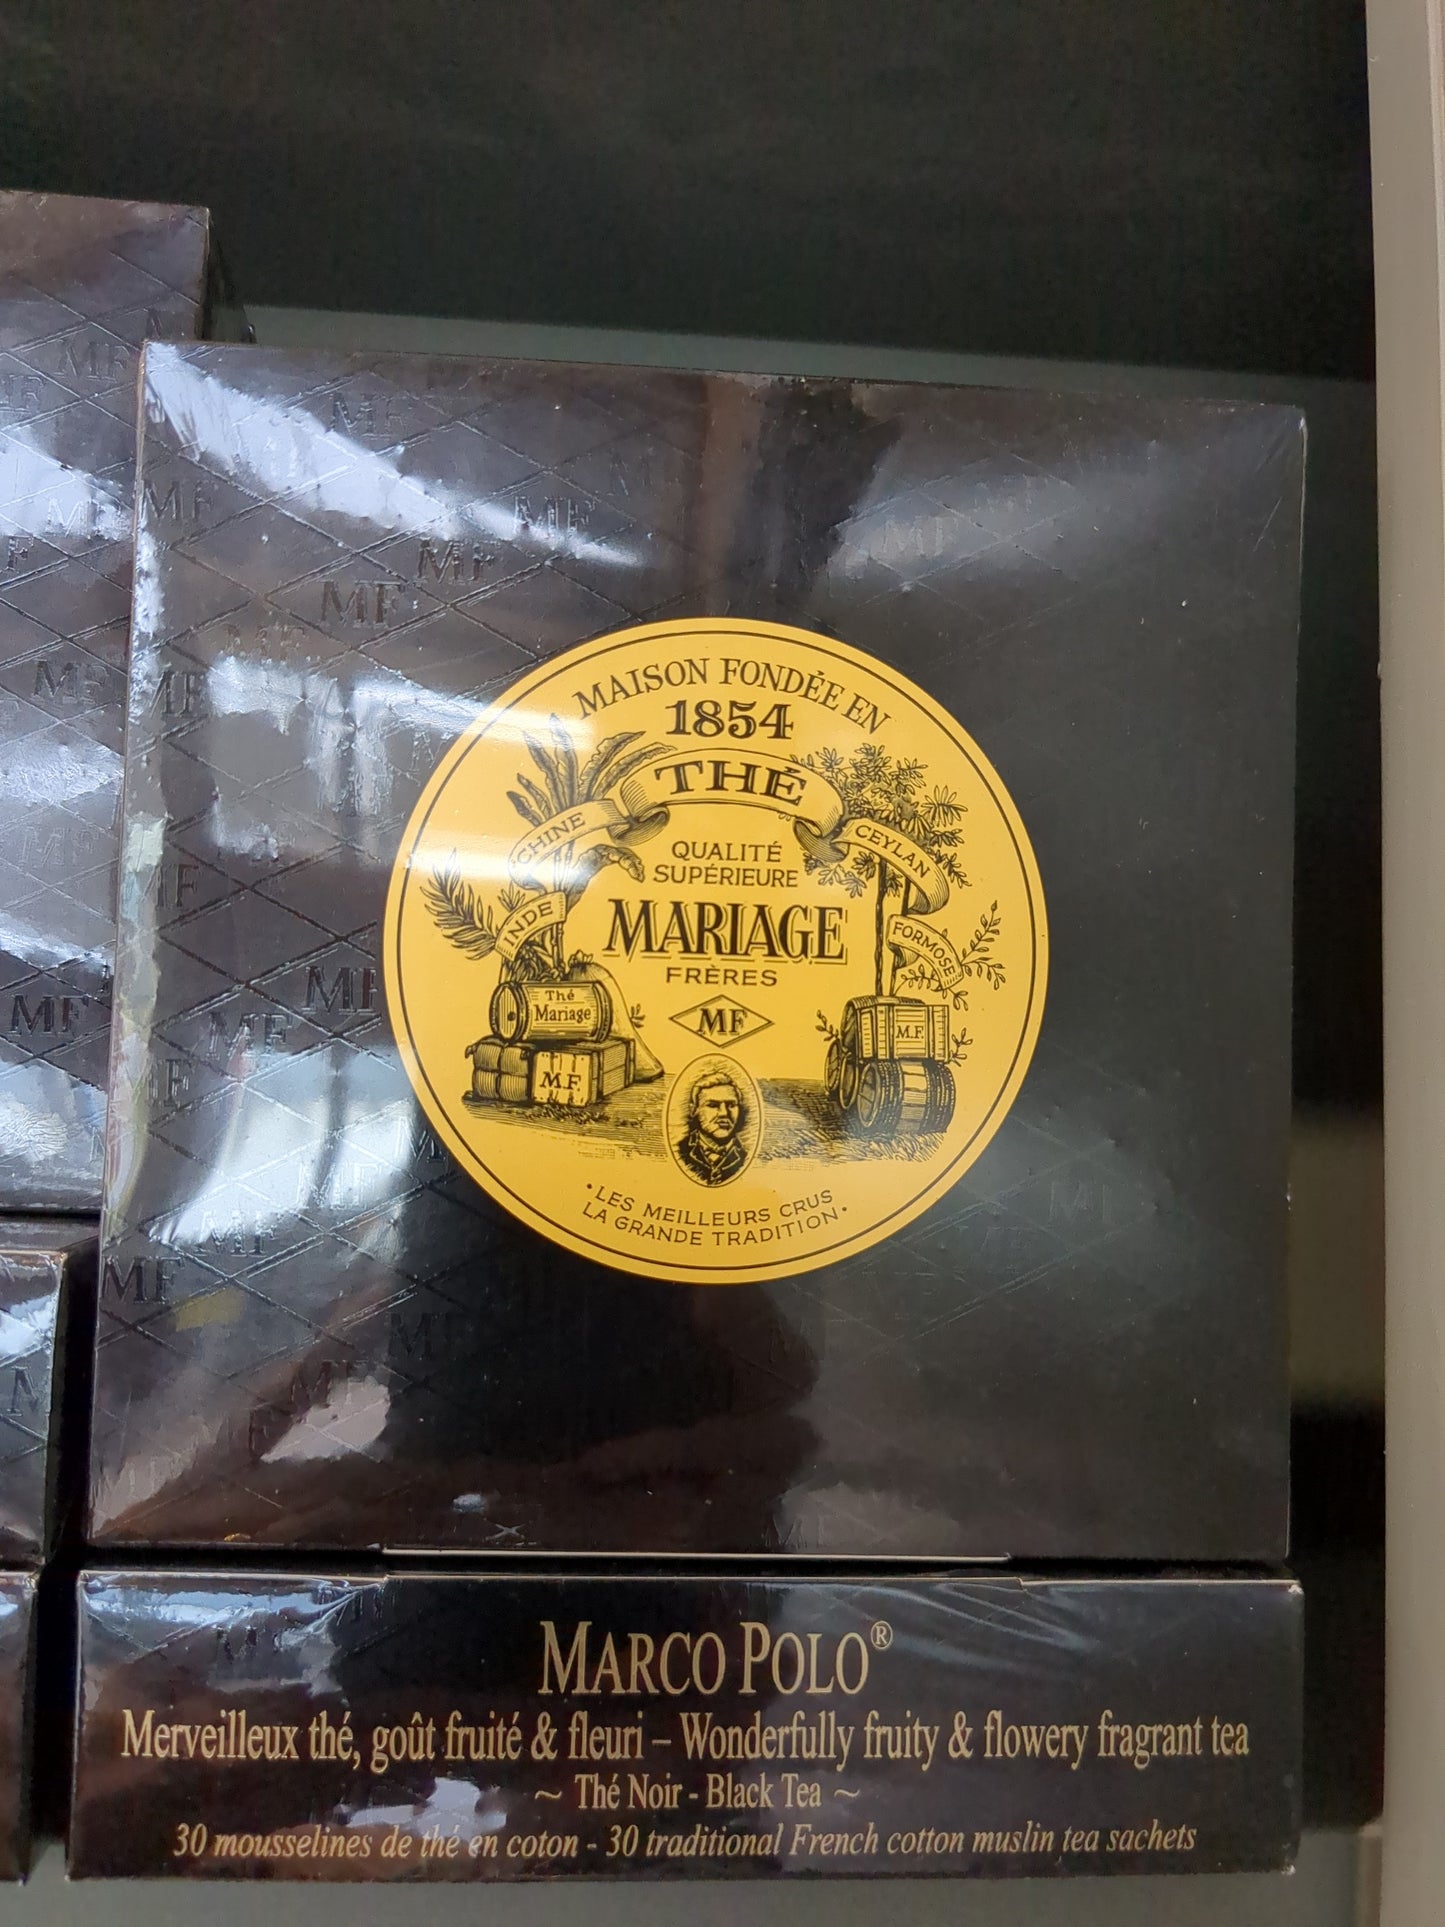 MAISON FONDÉE EN
1854
THÉ
CHINE
CEYLAN
QUALITÉ
SUPÉRIEURE
INDE
MARIAGE
FORMOSE
FRÈRES
Thé
Mariage
MF
M.F.
M.F.
• LES MEILLEURS CRUS
LA GRANDE TRADITION •
MARCO POLO®
Merveilleux thé, goût fruité & fleuri – Wonderfully fruity & flowery fragrant tea
~ Thé Noir - Black Tea ~
30 mousselines de thé en coton - 30 traditional French cotton muslin tea sachets